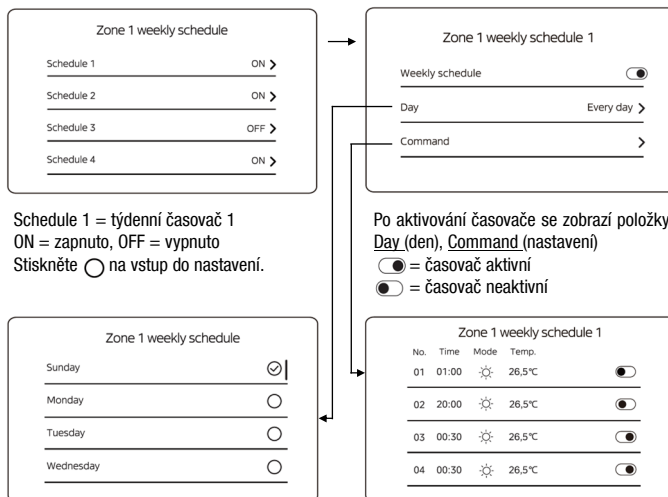 Zone 1 weekly schedule
Schedule 1 ON
Schedule 2 ON
Schedule 3 OFF
Schedule 4 ON
Zone 1 weekly schedule 1
Weekly schedule
Day Every day
Command
Schedule 1 = týdenní časovač 1
ON = zapnuto, OFF = vypnuto
Stiskněte na vstup do nastavení.
Po aktivování časovače se zobrazí položky
Day (den), Command (nastavení)
= časovač aktivní
= časovač neaktivní
Zone 1 weekly schedule
Sunday
Monday
Tuesday
Wednesday
Zone 1 weekly schedule 1
No. Time Mode Temp.
01 01:00 26,5℃
02 20:00 26,5℃
03 00:30 26,5℃
04 00:30 26,5℃